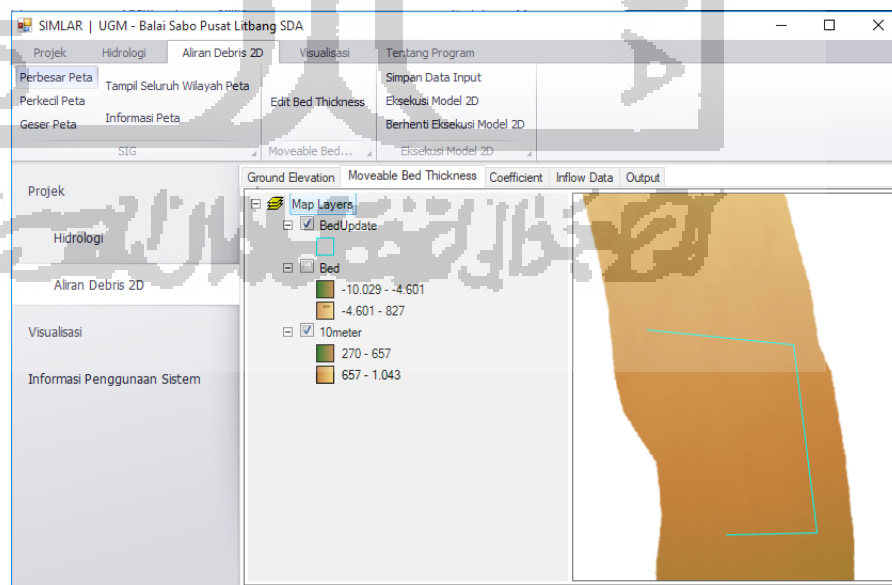 SIMLAR | UGM - Balai Sabo Pusat Litbang SDA
Projek Hidrologi Aliran Debris 2D Visualisasi Tentang Program
Perbesar Peta Tampil Seluruh Wilayah Peta Simpan Data Input
Perkecil Peta Edit Bed Thickness Eksekusi Model 2D
Geser Peta Informasi Peta Berhenti Eksekusi Model 2D
SIG Moveable Bed... Eksekusi Model 2D
Ground Elevation Moveable Bed Thickness Coefficient Inflow Data Output
Projek
Hidrologi
Aliran Debris 2D
Visualisasi
Informasi Penggunaan Sistem
Map Layers
BedUpdate
Bed
-10.029 - -4.601
-4.601 - 827
10meter
270 - 657
657 - 1.043